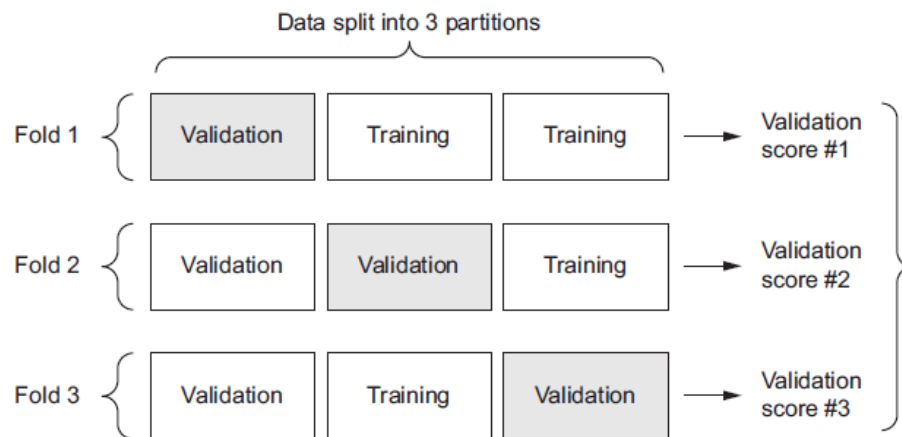 Data split into 3 partitions
Fold 1
Validation
Training
Training
Validation
score #1
Fold 2
Validation
Validation
Training
Validation
score #2
Fold 3
Validation
Training
Validation
Validation
score #3